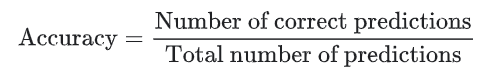 Accuracy = Number of correct predictions
Total number of predictions